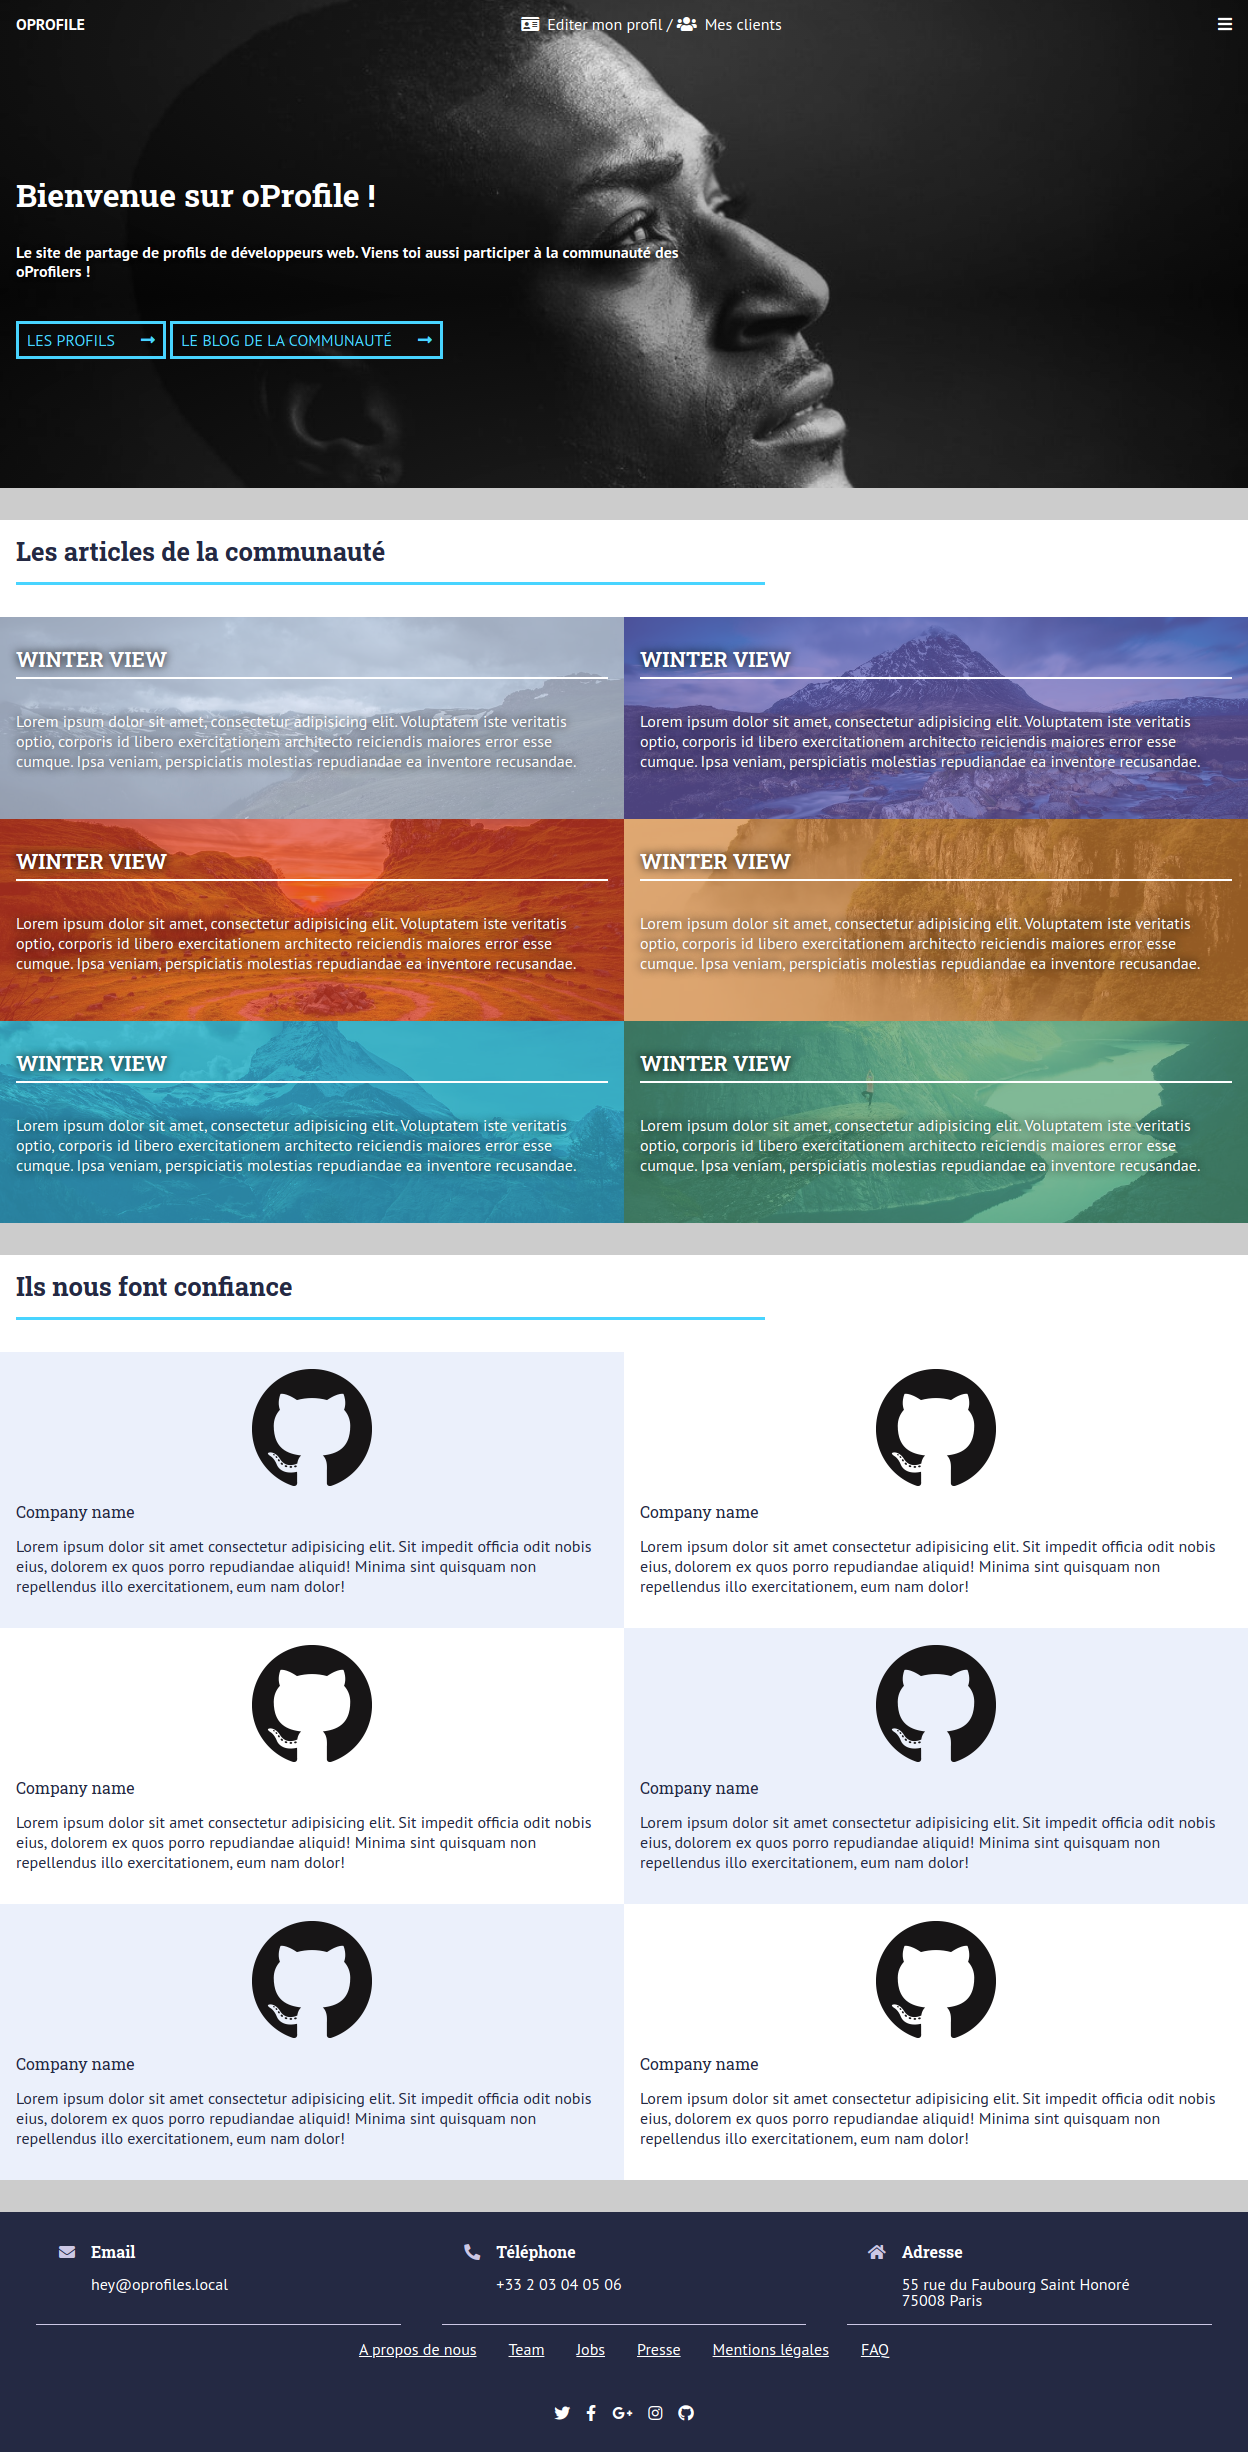 OPROFILE
Editer mon profil / Mes clients
Bienvenue sur oProfile !
Le site de partage de profils de développeurs web. Viens toi aussi participer à la communauté des
oProfilers !
LES PROFILS
LE BLOG DE LA COMMUNAUTÉ
Les articles de la communauté
WINTER VIEW
Lorem ipsum dolor sit amet, consectetur adipisicing elit. Voluptatem iste veritatis
optio, corporis id libero exercitationem architecto reiciendis maiores error esse
cumque. Ipsa veniam, perspiciatis molestias repudiandae ea inventore recusandae.
WINTER VIEW
Lorem ipsum dolor sit amet, consectetur adipisicing elit. Voluptatem iste veritatis
optio, corporis id libero exercitationem architecto reiciendis maiores error esse
cumque. Ipsa veniam, perspiciatis molestias repudiandae ea inventore recusandae.
WINTER VIEW
Lorem ipsum dolor sit amet, consectetur adipisicing elit. Voluptatem iste veritatis
optio, corporis id libero exercitationem architecto reiciendis maiores error esse
cumque. Ipsa veniam, perspiciatis molestias repudiandae ea inventore recusandae.
WINTER VIEW
Lorem ipsum dolor sit amet, consectetur adipisicing elit. Voluptatem iste veritatis
optio, corporis id libero exercitationem architecto reiciendis maiores error esse
cumque. Ipsa veniam, perspiciatis molestias repudiandae ea inventore recusandae.
WINTER VIEW
Lorem ipsum dolor sit amet, consectetur adipisicing elit. Voluptatem iste veritatis
optio, corporis id libero exercitationem architecto reiciendis maiores error esse
cumque. Ipsa veniam, perspiciatis molestias repudiandae ea inventore recusandae.
WINTER VIEW
Lorem ipsum dolor sit amet, consectetur adipisicing elit. Voluptatem iste veritatis
optio, corporis id libero exercitationem architecto reiciendis maiores error esse
cumque. Ipsa veniam, perspiciatis molestias repudiandae ea inventore recusandae.
Ils nous font confiance
Company name
Lorem ipsum dolor sit amet consectetur adipisicing elit. Sit impedit officia odit nobis
eius, dolorem ex quos porro repudiandae aliquid! Minima sint quisquam non
repellendus illo exercitationem, eum nam dolor!
Company name
Lorem ipsum dolor sit amet consectetur adipisicing elit. Sit impedit officia odit nobis
eius, dolorem ex quos porro repudiandae aliquid! Minima sint quisquam non
repellendus illo exercitationem, eum nam dolor!
Company name
Lorem ipsum dolor sit amet consectetur adipisicing elit. Sit impedit officia odit nobis
eius, dolorem ex quos porro repudiandae aliquid! Minima sint quisquam non
repellendus illo exercitationem, eum nam dolor!
Company name
Lorem ipsum dolor sit amet consectetur adipisicing elit. Sit impedit officia odit nobis
eius, dolorem ex quos porro repudiandae aliquid! Minima sint quisquam non
repellendus illo exercitationem, eum nam dolor!
Company name
Lorem ipsum dolor sit amet consectetur adipisicing elit. Sit impedit officia odit nobis
eius, dolorem ex quos porro repudiandae aliquid! Minima sint quisquam non
repellendus illo exercitationem, eum nam dolor!
Company name
Lorem ipsum dolor sit amet consectetur adipisicing elit. Sit impedit officia odit nobis
eius, dolorem ex quos porro repudiandae aliquid! Minima sint quisquam non
repellendus illo exercitationem, eum nam dolor!
Email
hey@oprofiles.local
Téléphone
+33 2 03 04 05 06
Adresse
55 rue du Faubourg Saint Honoré
75008 Paris
A propos de nous Team Jobs Presse Mentions légales FAQ